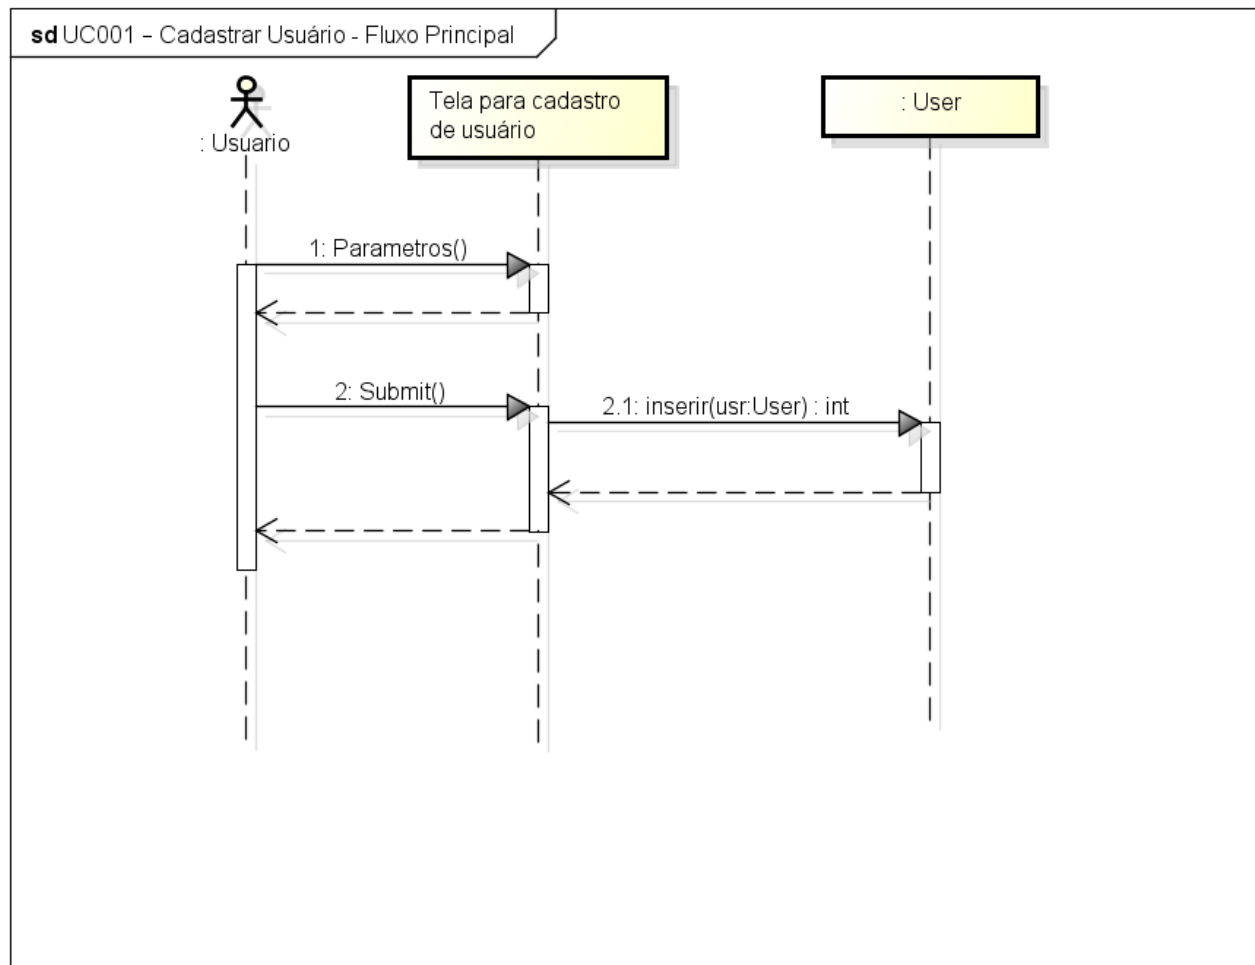 sd UC001 – Cadastrar Usuário - Fluxo Principal
: Usuario
Tela para cadastro
de usuário
: User
1: Parametros()
2: Submit()
2.1: inserir(usr:User) : int